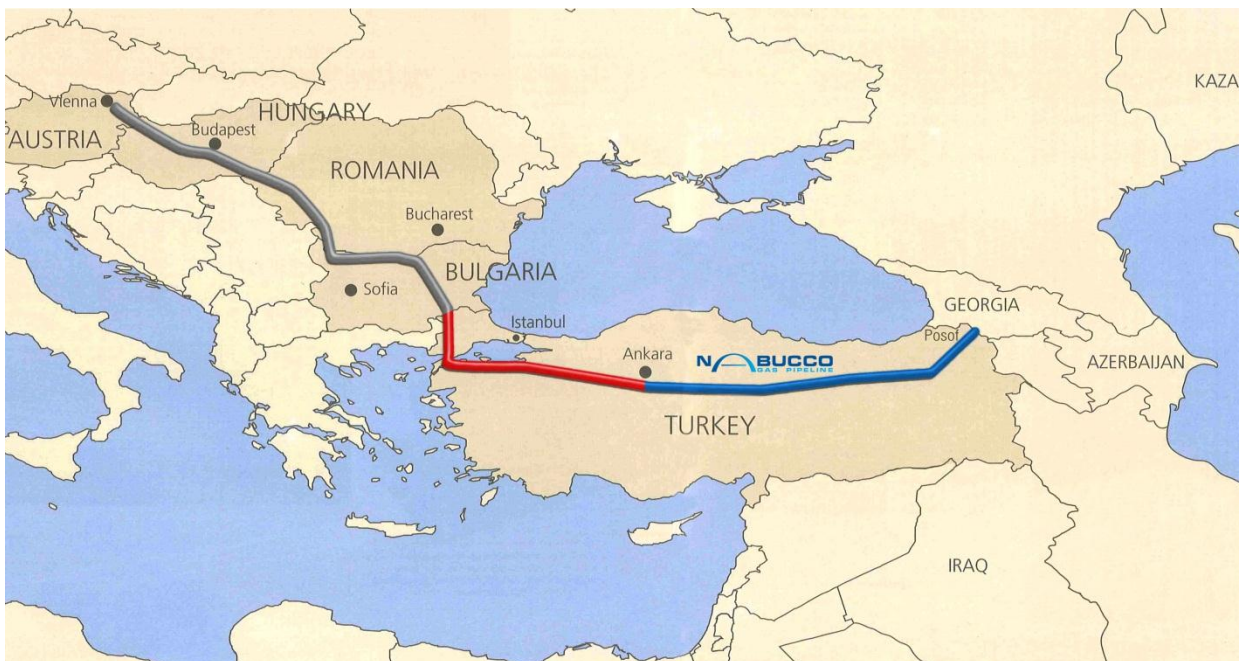 KAZA
Vienna
HUNGARY
Budapest
AUSTRIA
ROMANIA
Bucharest
BULGARIA
Sofia
GEORGIA
Istanbul
Posof
Ankara
NABUCCO
GAS PIPELINE
AZERBAIJAN
TURKEY
IRAQ